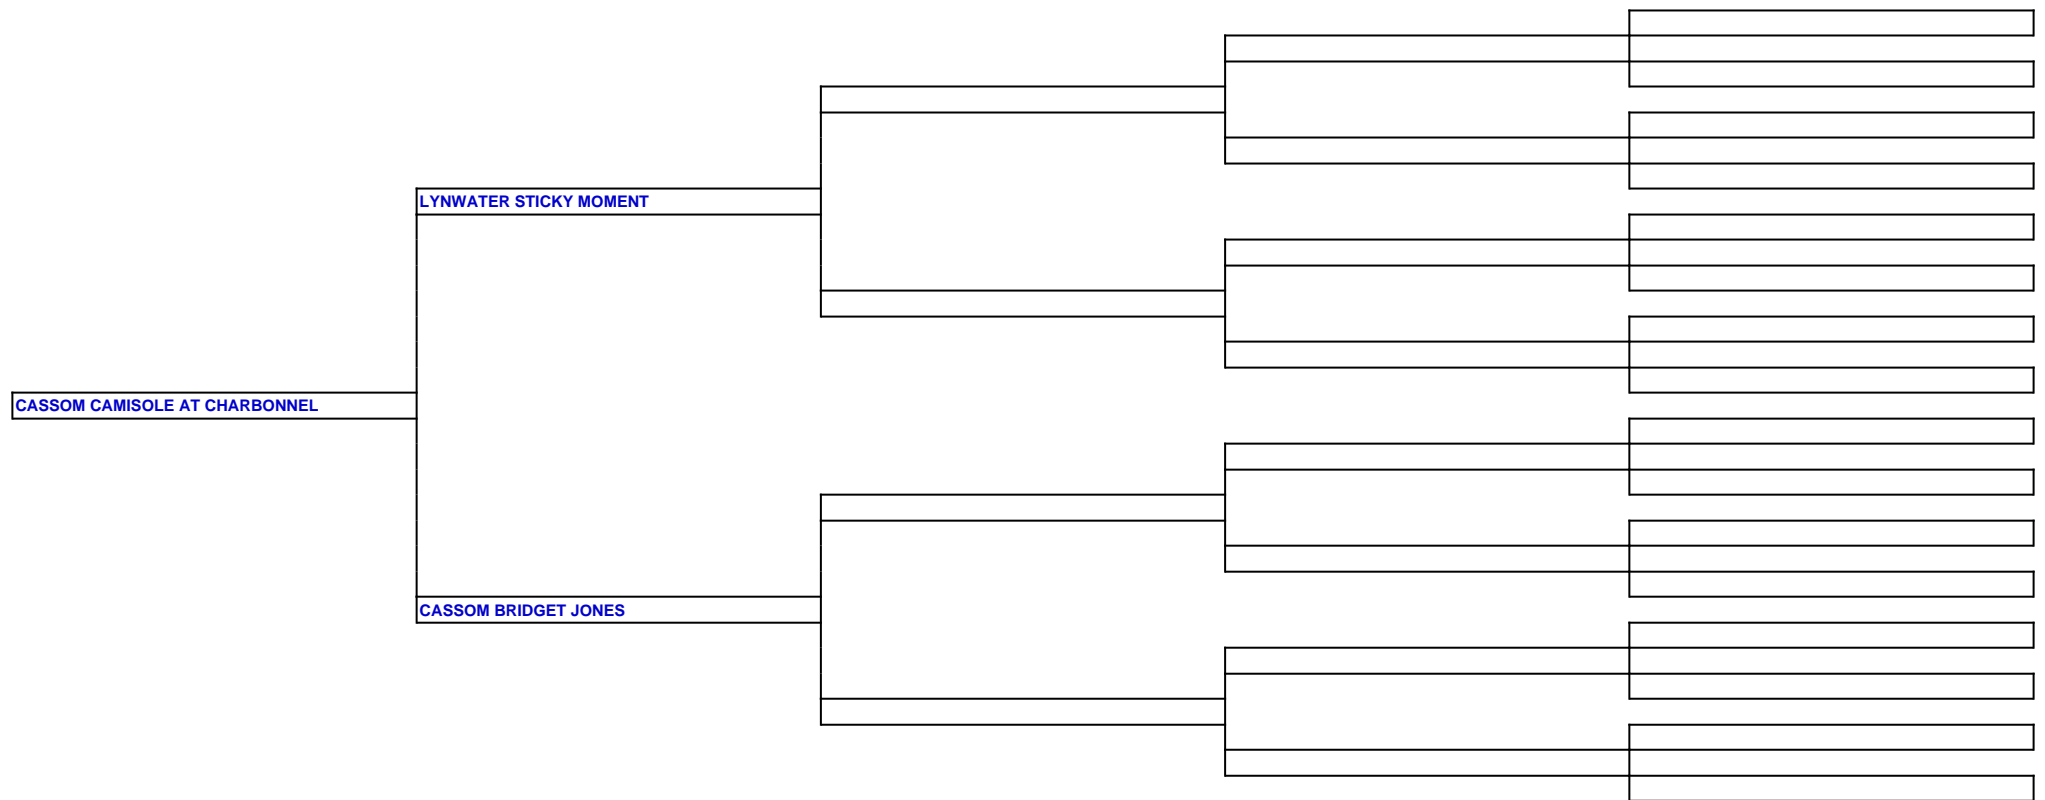 LYNWATER STICKY MOMENT
CASSOM CAMISOLE AT CHARBONNEL
CASSOM BRIDGET JONES